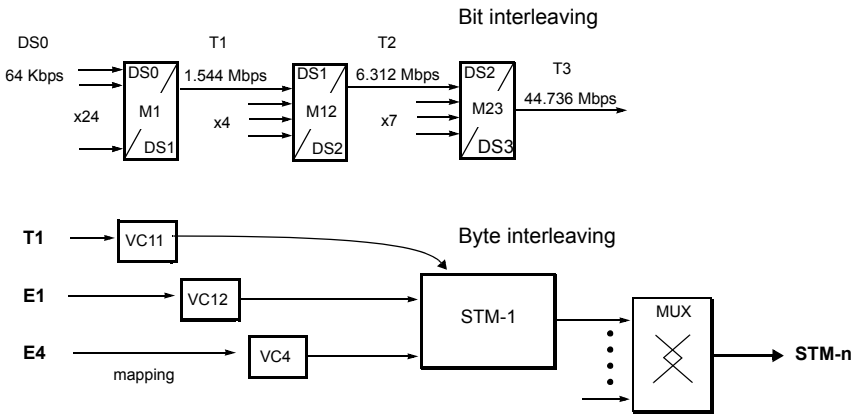 Bit interleaving
DS0
T1
T2
T3
64 Kbps
DS0
1.544 Mbps
DS1
6.312 Mbps
DS2
44.736 Mbps
x24
M1
x4
M12
x7
M23
DS1
DS2
DS3
T1
VC11
Byte interleaving
E1
VC12
STM-1
MUX
E4
VC4
STM-n
mapping